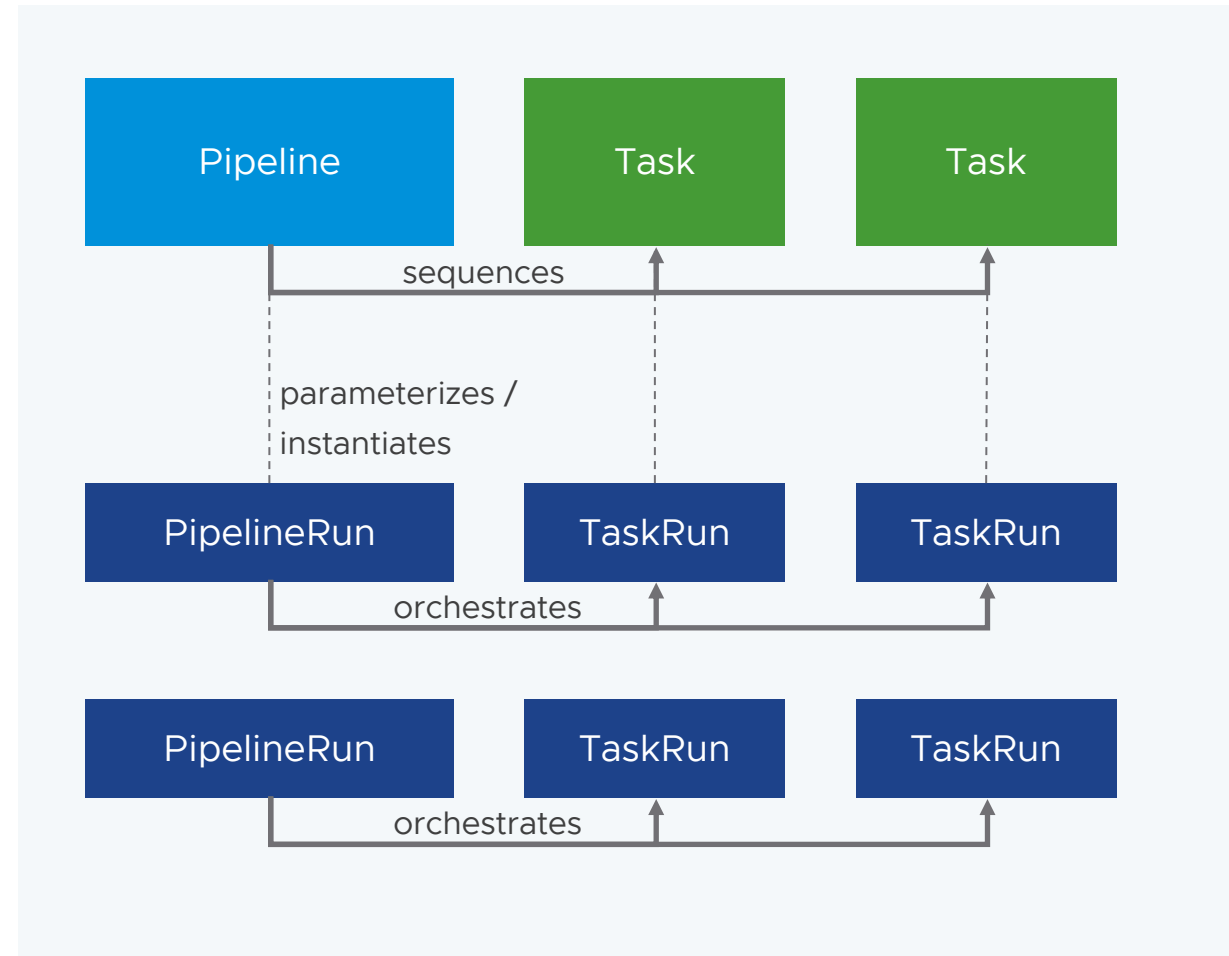 Pipeline
Task
Task
sequences
parameterizes /
instantiates
PipelineRun
TaskRun
TaskRun
orchestrates
PipelineRun
TaskRun
TaskRun
orchestrates